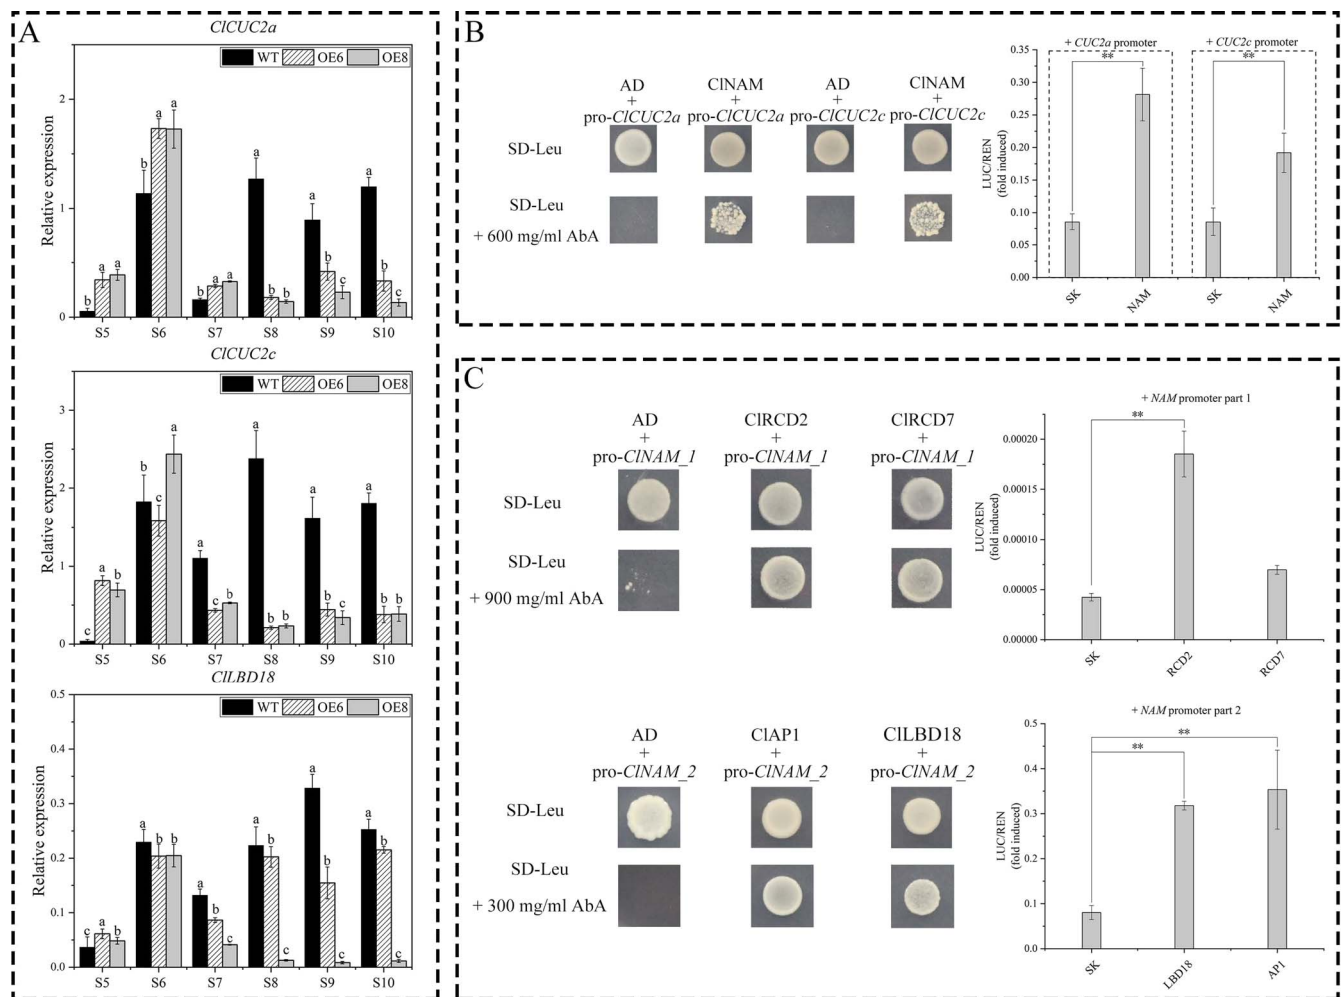 A
ClCUC2a
WT OE6 OE8
Relative expression
2
1
0
b a a
b a a
b a a
a b b
a b c
a b c
S5 S6 S7 S8 S9 S10
ClCUC2c
WT OE6 OE8
Relative expression
3
2
1
0
c a b
b c a
a c b
a b b
a b c
a b b
S5 S6 S7 S8 S9 S10
ClLBD18
WT OE6 OE8
Relative expression
0.5
0.4
0.3
0.2
0.1
0.0
c a b
a b b
a b c
a b c
a b c
a b c
S5 S6 S7 S8 S9 S10
B
AD + pro-ClCUC2a
ClNAM + pro-ClCUC2a
AD + pro-ClCUC2c
ClNAM + pro-ClCUC2c
SD-Leu
SD-Leu
+ 600 mg/ml AbA
+ CUC2a promoter
+ CUC2c promoter
**
**
LUC/REN
(fold induced)
0.35
0.30
0.25
0.20
0.15
0.10
0.05
0.00
SK NAM SK NAM
C
AD + pro-ClNAM_1
ClRCD2 + pro-ClNAM_1
ClRCD7 + pro-ClNAM_1
SD-Leu
SD-Leu
+ 900 mg/ml AbA
+ NAM promoter part 1
**
LUC/REN
(fold induced)
0.00020
0.00015
0.00010
0.00005
0.00000
SK RCD2 RCD7
AD + pro-ClNAM_2
ClAP1 + pro-ClNAM_2
ClLBD18 + pro-ClNAM_2
SD-Leu
SD-Leu
+ 300 mg/ml AbA
+ NAM promoter part 2
**
**
LUC/REN
(fold induced)
0.5
0.4
0.3
0.2
0.1
0.0
SK LBD18 AP1